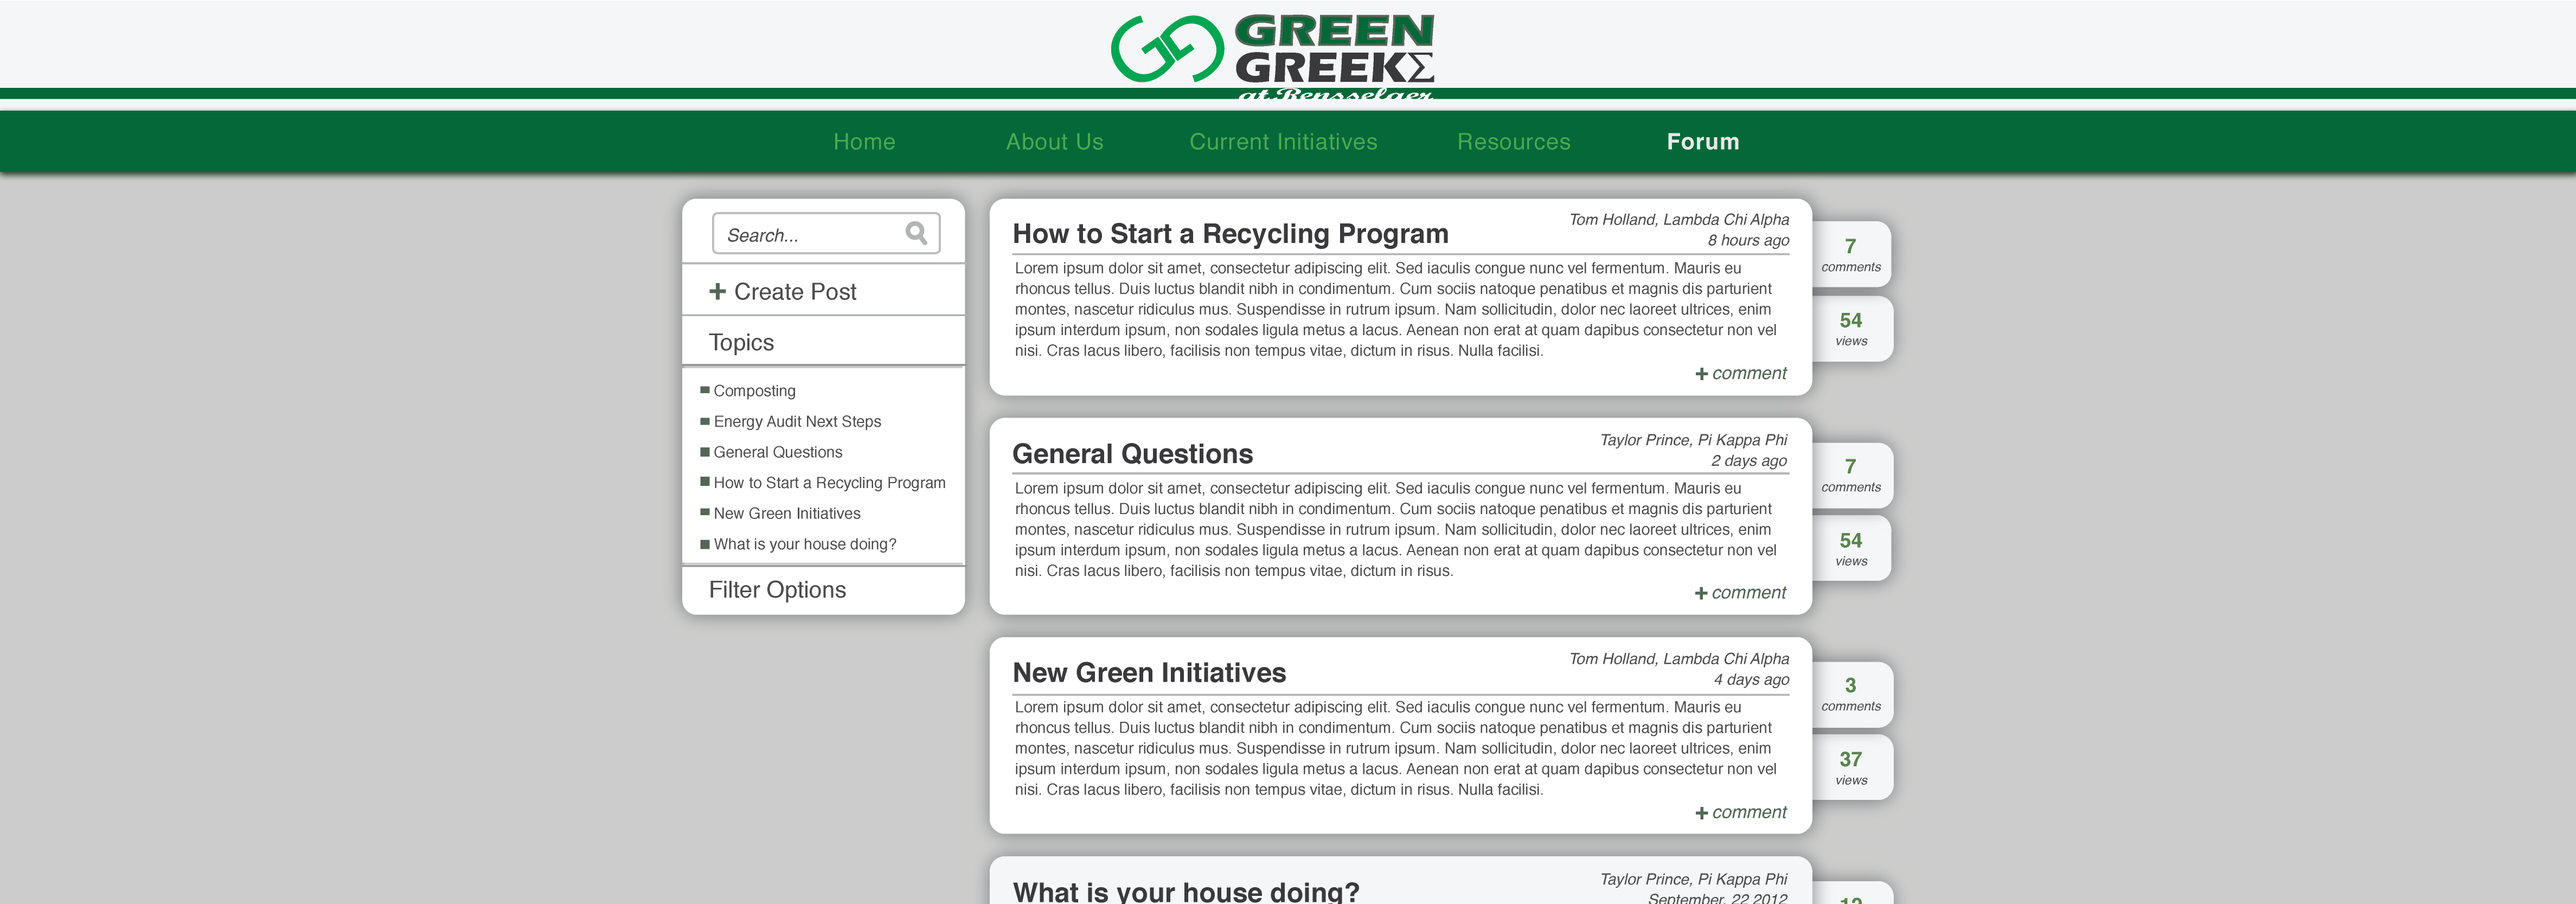 GREEN
GREEKΣ
at Rensselaer
Home About Us Current Initiatives Resources Forum
Search...
+ Create Post
Topics
Composting
Energy Audit Next Steps
General Questions
How to Start a Recycling Program
New Green Initiatives
What is your house doing?
Filter Options
How to Start a Recycling Program
Tom Holland, Lambda Chi Alpha
8 hours ago
Lorem ipsum dolor sit amet, consectetur adipiscing elit. Sed iaculis congue nunc vel fermentum. Mauris eu
rhoncus tellus. Duis luctus blandit nibh in condimentum. Cum sociis natoque penatibus et magnis dis parturient
montes, nascetur ridiculus mus. Suspendisse in rutrum ipsum. Nam sollicitudin, dolor nec laoreet ultrices, enim
ipsum interdum ipsum, non sodales ligula metus a lacus. Aenean non erat at quam dapibus consectetur non vel
nisi. Cras lacus libero, facilisis non tempus vitae, dictum in risus. Nulla facilisi.
+ comment
7
comments
54
views
General Questions
Taylor Prince, Pi Kappa Phi
2 days ago
Lorem ipsum dolor sit amet, consectetur adipiscing elit. Sed iaculis congue nunc vel fermentum. Mauris eu
rhoncus tellus. Duis luctus blandit nibh in condimentum. Cum sociis natoque penatibus et magnis dis parturient
montes, nascetur ridiculus mus. Suspendisse in rutrum ipsum. Nam sollicitudin, dolor nec laoreet ultrices, enim
ipsum interdum ipsum, non sodales ligula metus a lacus. Aenean non erat at quam dapibus consectetur non vel
nisi. Cras lacus libero, facilisis non tempus vitae, dictum in risus.
+ comment
7
comments
54
views
New Green Initiatives
Tom Holland, Lambda Chi Alpha
4 days ago
Lorem ipsum dolor sit amet, consectetur adipiscing elit. Sed iaculis congue nunc vel fermentum. Mauris eu
rhoncus tellus. Duis luctus blandit nibh in condimentum. Cum sociis natoque penatibus et magnis dis parturient
montes, nascetur ridiculus mus. Suspendisse in rutrum ipsum. Nam sollicitudin, dolor nec laoreet ultrices, enim
ipsum interdum ipsum, non sodales ligula metus a lacus. Aenean non erat at quam dapibus consectetur non vel
nisi. Cras lacus libero, facilisis non tempus vitae, dictum in risus. Nulla facilisi.
+ comment
3
comments
37
views
What is your house doing?
Taylor Prince, Pi Kappa Phi
September, 22 2012